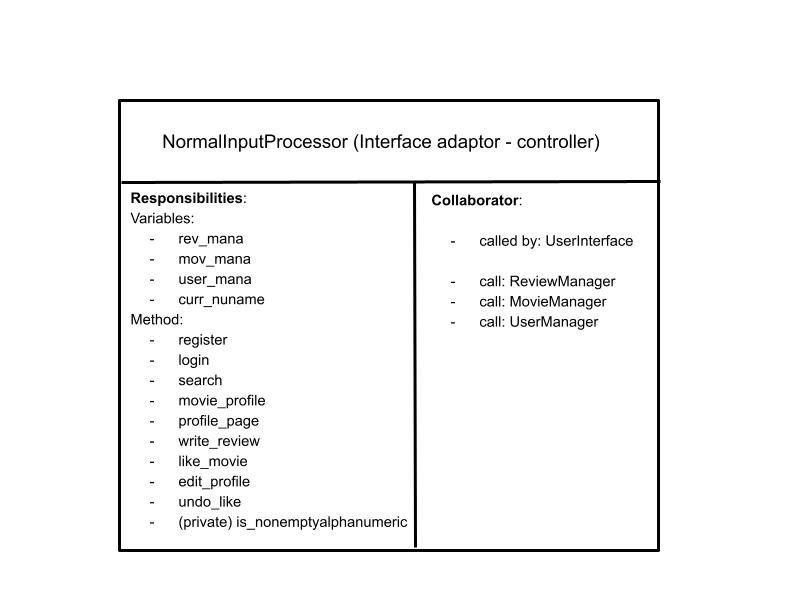 NormalInputProcessor (Interface adaptor - controller)
Responsibilities:
Variables:
- rev_mana
- mov_mana
- user_mana
- curr_nuname
Method:
- register
- login
- search
- movie_profile
- profile_page
- write_review
- like_movie
- edit_profile
- undo_like
- (private) is_nonemptyalphanumeric
Collaborator:
- called by: UserInterface
- call: ReviewManager
- call: MovieManager
- call: UserManager